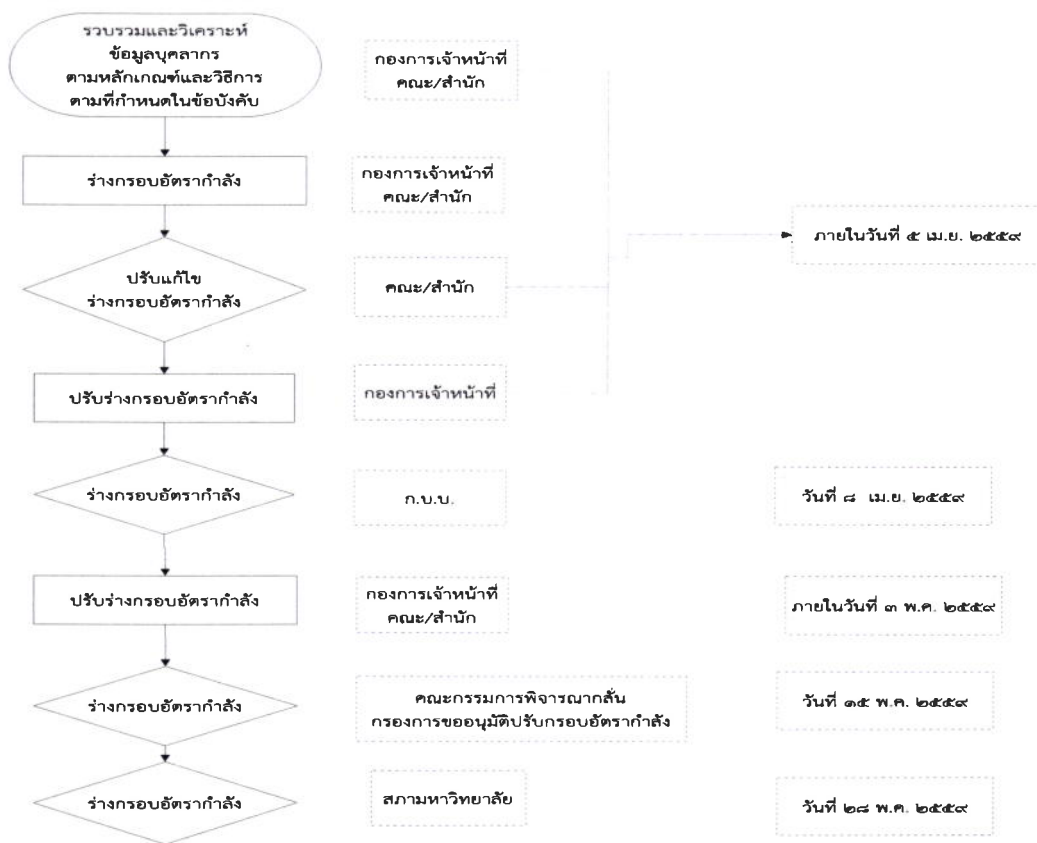 รวบรวมและวิเคราะห์
ข้อมูลบุคลากร
ตามหลักเกณฑ์และวิธีการ
ตามที่กำหนดในข้อบังคับ
กองการเจ้าหน้าที่
คณะ/สำนัก
ร่างกรอบอัตรากำลัง
กองการเจ้าหน้าที่
คณะ/สำนัก
ภายในวันที่ ๕ เม.ย. ๒๕๕๙
ปรับแก้ไข
ร่างกรอบอัตรากำลัง
คณะ/สำนัก
ปรับร่างกรอบอัตรากำลัง
กองการเจ้าหน้าที่
ร่างกรอบอัตรากำลัง
ก.บ.บ.
วันที่ ๘ เม.ย. ๒๕๕๙
ปรับร่างกรอบอัตรากำลัง
กองการเจ้าหน้าที่
คณะ/สำนัก
ภายในวันที่ ๓ พ.ค. ๒๕๕๙
ร่างกรอบอัตรากำลัง
คณะกรรมการพิจารณากลั่น
กรองการขออนุมัติปรับกรอบอัตรากำลัง
วันที่ ๑๕ พ.ค. ๒๕๕๙
ร่างกรอบอัตรากำลัง
สภามหาวิทยาลัย
วันที่ ๒๘ พ.ค. ๒๕๕๙